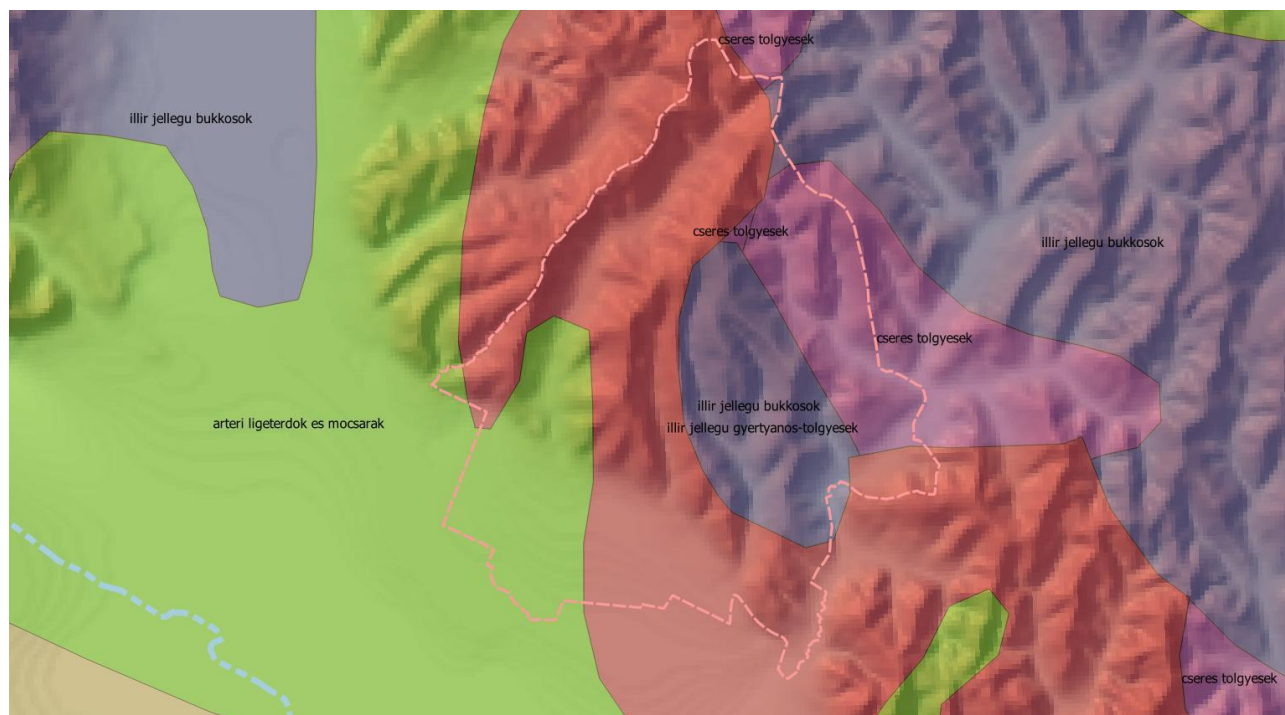 cseres tolgyesek
illir jellegu bukkosok
cseres tolgyesek
illir jellegu bukkosok
cseres tolgyesek
illir jellegu bukkosok
arteri ligeterdok es mocsarak
illir jellegu gyertyanos-tolgyesek
cseres tolgyesek